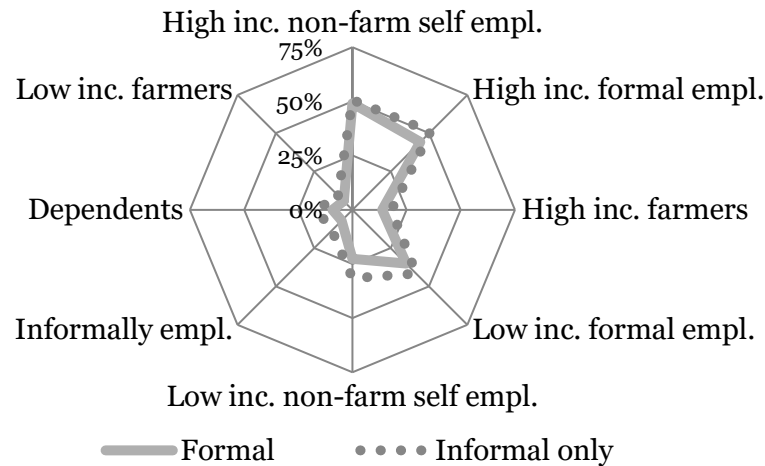 High inc. non-farm self empl.
75%
Low inc. farmers
High inc. formal empl.
50%
25%
Dependents
0%
High inc. farmers
Informally empl.
Low inc. formal empl.
Low inc. non-farm self empl.
Formal
Informal only